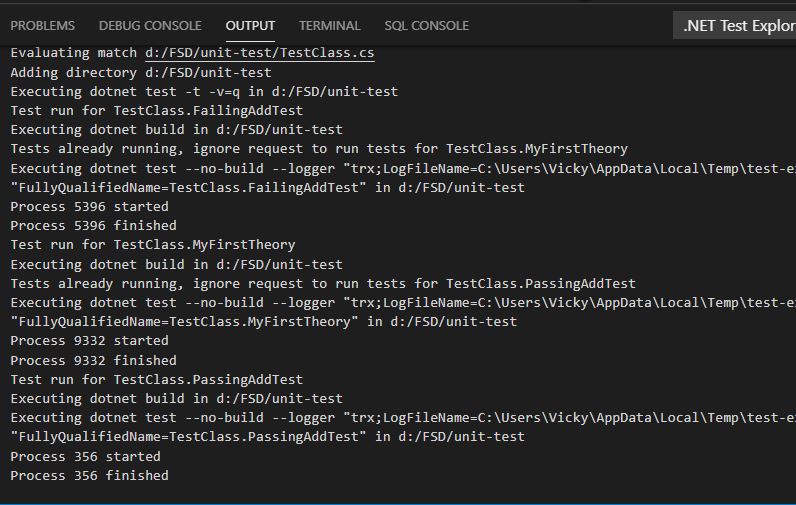 PROBLEMS DEBUG CONSOLE OUTPUT TERMINAL SQL CONSOLE .NET Test Explor
Evaluating match d:/FSD/unit-test/TestClass.cs
Adding directory d:/FSD/unit-test
Executing dotnet test -t -v=q in d:/FSD/unit-test
Test run for TestClass.FailingAddTest
Executing dotnet build in d:/FSD/unit-test
Tests already running, ignore request to run tests for TestClass.MyFirstTheory
Executing dotnet test --no-build --logger "trx;LogFileName=C:\Users\Vicky\AppData\Local\Temp\test-e
"FullyQualifiedName=TestClass.FailingAddTest" in d:/FSD/unit-test
Process 5396 started
Process 5396 finished
Test run for TestClass.MyFirstTheory
Executing dotnet build in d:/FSD/unit-test
Tests already running, ignore request to run tests for TestClass.PassingAddTest
Executing dotnet test --no-build --logger "trx;LogFileName=C:\Users\Vicky\AppData\Local\Temp\test-e
"FullyQualifiedName=TestClass.MyFirstTheory" in d:/FSD/unit-test
Process 9332 started
Process 9332 finished
Test run for TestClass.PassingAddTest
Executing dotnet build in d:/FSD/unit-test
Executing dotnet test --no-build --logger "trx;LogFileName=C:\Users\Vicky\AppData\Local\Temp\test-e
"FullyQualifiedName=TestClass.PassingAddTest" in d:/FSD/unit-test
Process 356 started
Process 356 finished